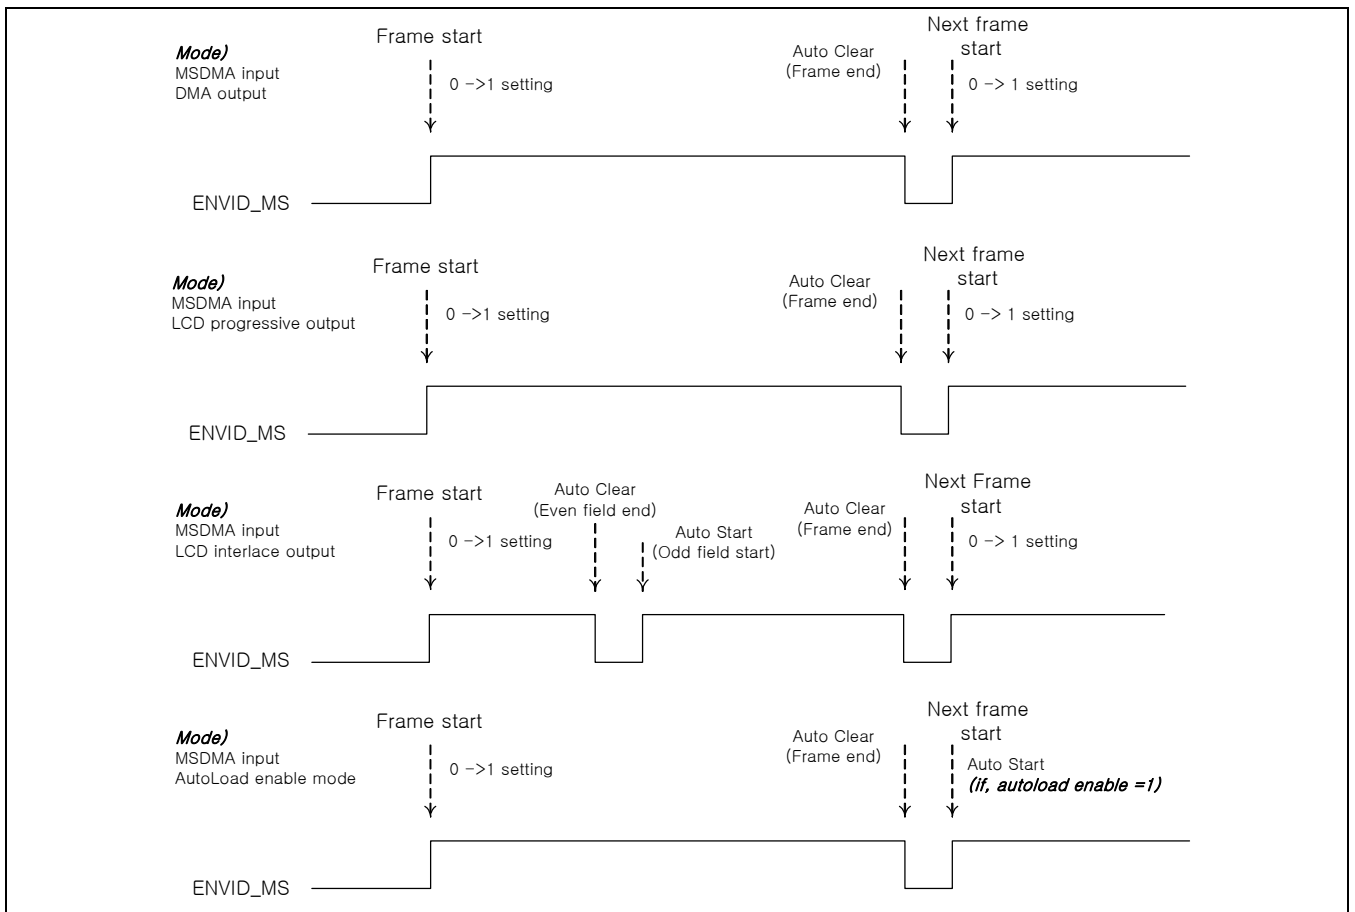 Mode)
MSDMA input
DMA output
Frame start
0 ->1 setting
Auto Clear
(Frame end)
Next frame
start
0 -> 1 setting
ENVID_MS
Mode)
MSDMA input
LCD progressive output
Frame start
0 ->1 setting
Auto Clear
(Frame end)
Next frame
start
0 -> 1 setting
ENVID_MS
Mode)
MSDMA input
LCD interlace output
Frame start
0 ->1 setting
Auto Clear
(Even field end)
Auto Start
(Odd field start)
Auto Clear
(Frame end)
Next Frame
start
0 -> 1 setting
ENVID_MS
Mode)
MSDMA input
AutoLoad enable mode
Frame start
0 ->1 setting
Auto Clear
(Frame end)
Next frame
start
Auto Start
(if, autoload enable =1)
ENVID_MS